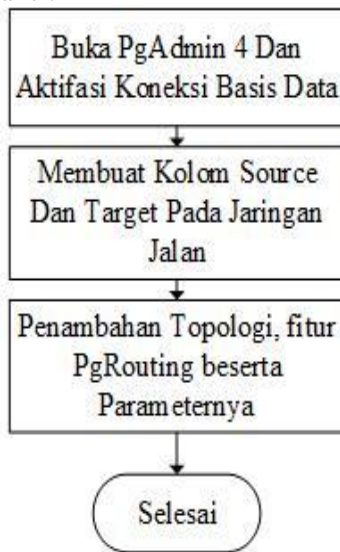 Buka PgAdmin 4 Dan
Aktifasi Koneksi Basis Data
Membuat Kolom Source
Dan Target Pada Jaringan
Jalan
Penambahan Topologi, fitur
PgRouting beserta
Parameternya
Selesai